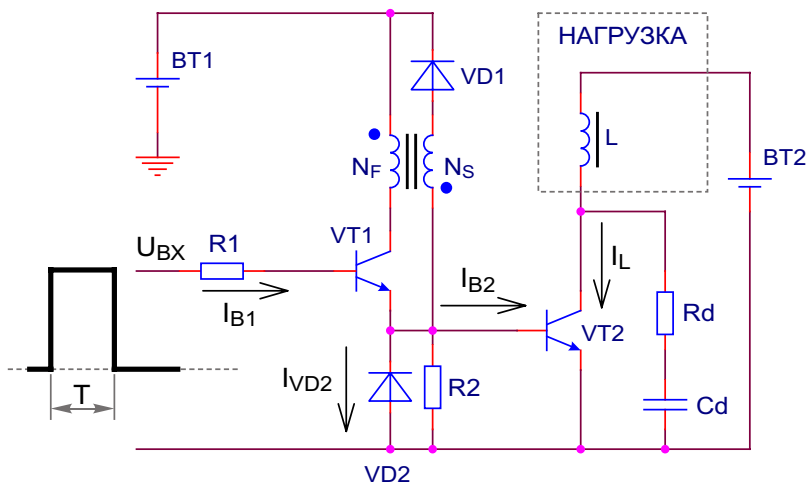 BT1
VD1
НАГРУЗКА
L
BT2
NF
NS
UBX
R1
VT1
IB1
IB2
IL
VT2
Rd
T
IVD2
R2
Cd
VD2